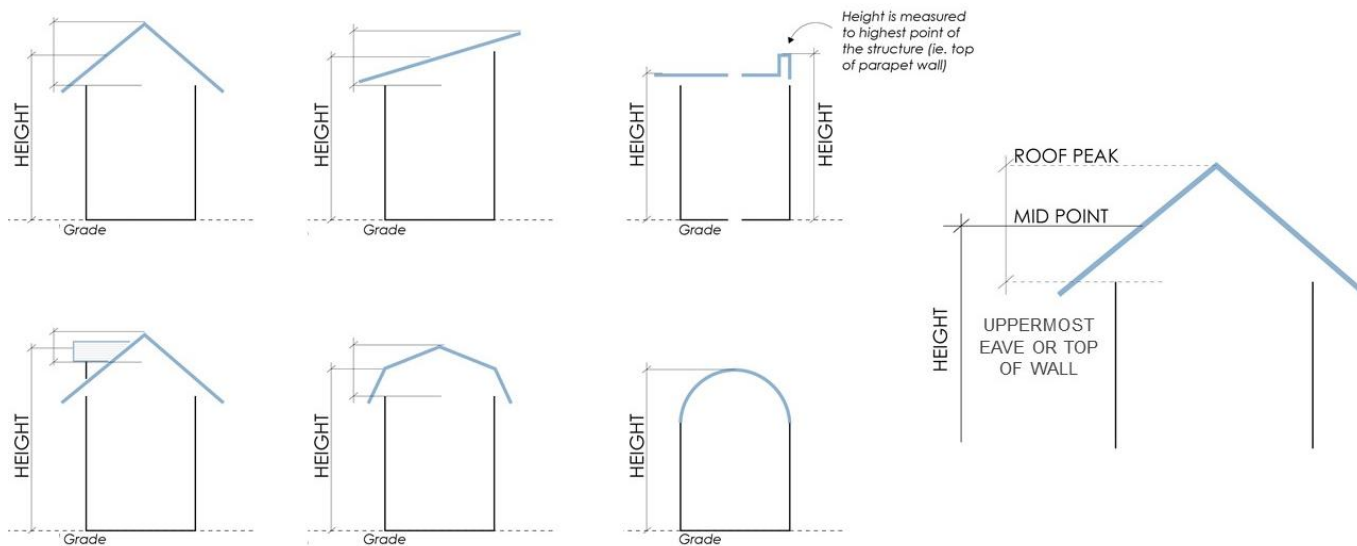 Height is measured
to highest point of
the structure (ie. top
of parapet wall)
HEIGHT
HEIGHT
HEIGHT
HEIGHT
Grade
Grade
Grade
ROOF PEAK
MID POINT
HEIGHT
UPPERMOST
EAVE OR TOP
OF WALL
HEIGHT
HEIGHT
HEIGHT
Grade
Grade
Grade